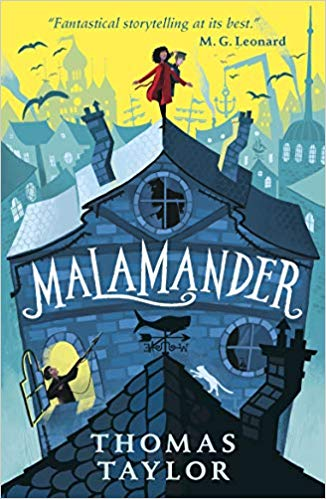 “Fantastical storytelling at its best.”
M. G. Leonard
MALAMANDER
THOMAS
TAYLOR